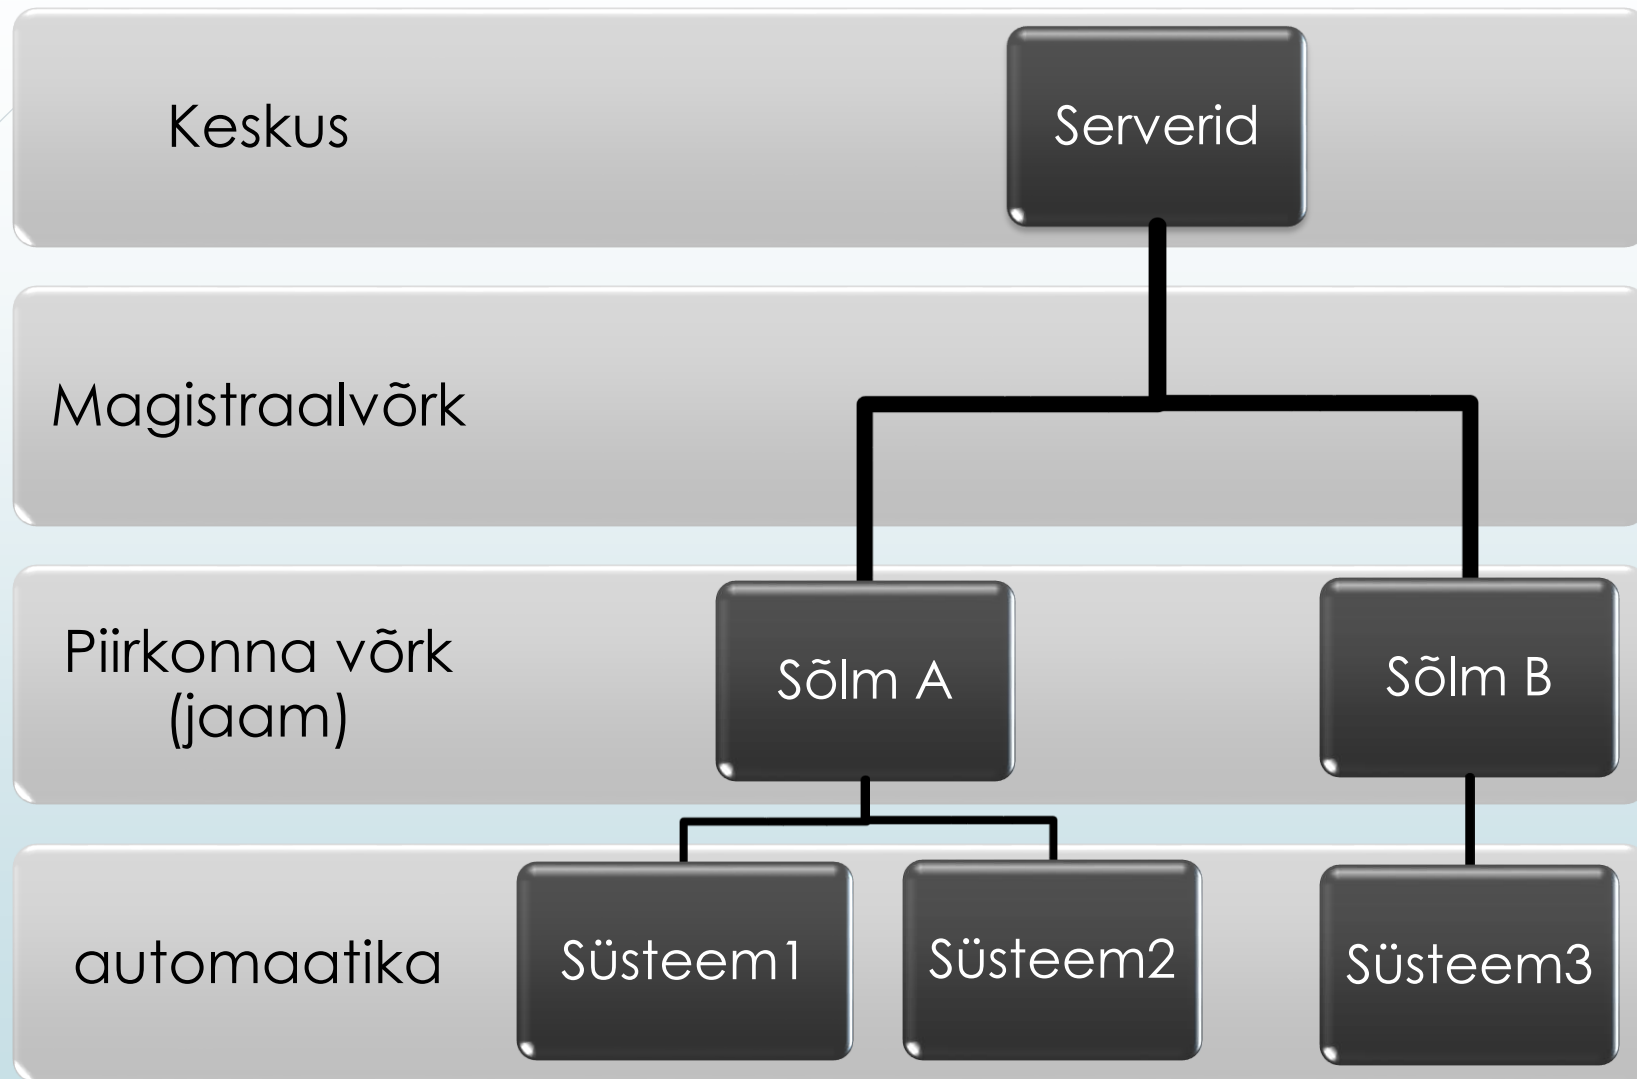 Keskus
Serverid
Magistraalvõrk
Piirkonna võrk
(jaam)
Sõlm A
Sõlm B
automaatika
Süsteem1
Süsteem2
Süsteem3